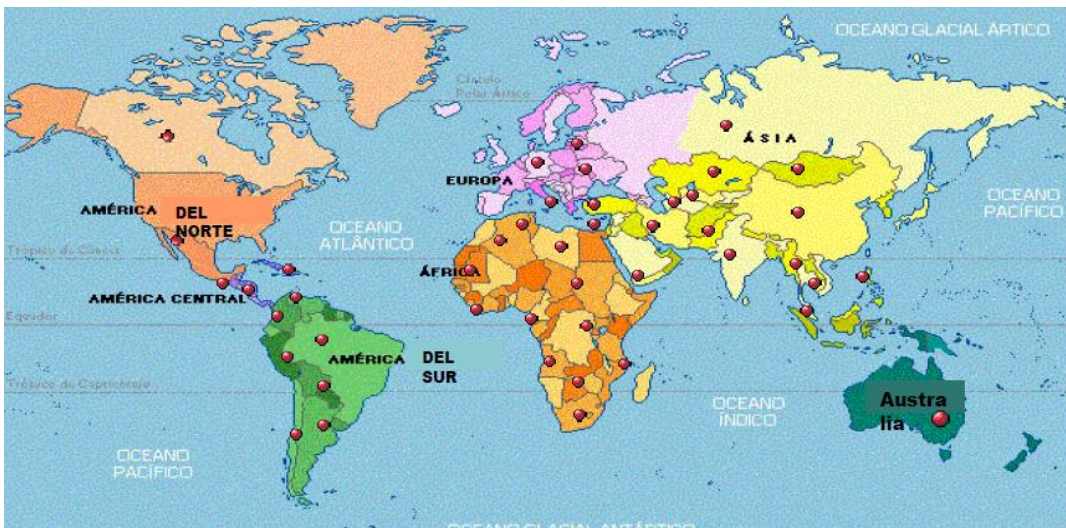 OCEANO GLACIAL ÁRTICO
Círculo
Polar Ártico
ÁSIA
EUROPA
AMÉRICA
DEL
NORTE
OCEANO
PACÍFICO
OCEANO
ATLÂNTICO
Trópico de Câncer
ÁFRICA
AMÉRICA CENTRAL
Equador
AMÉRICA
DEL
SUR
Trópico de Capricórnio
OCEANO
ÍNDICO
Austra
lia
OCEANO
PACÍFICO
OCEANO GLACIAL ANTÁRTICO